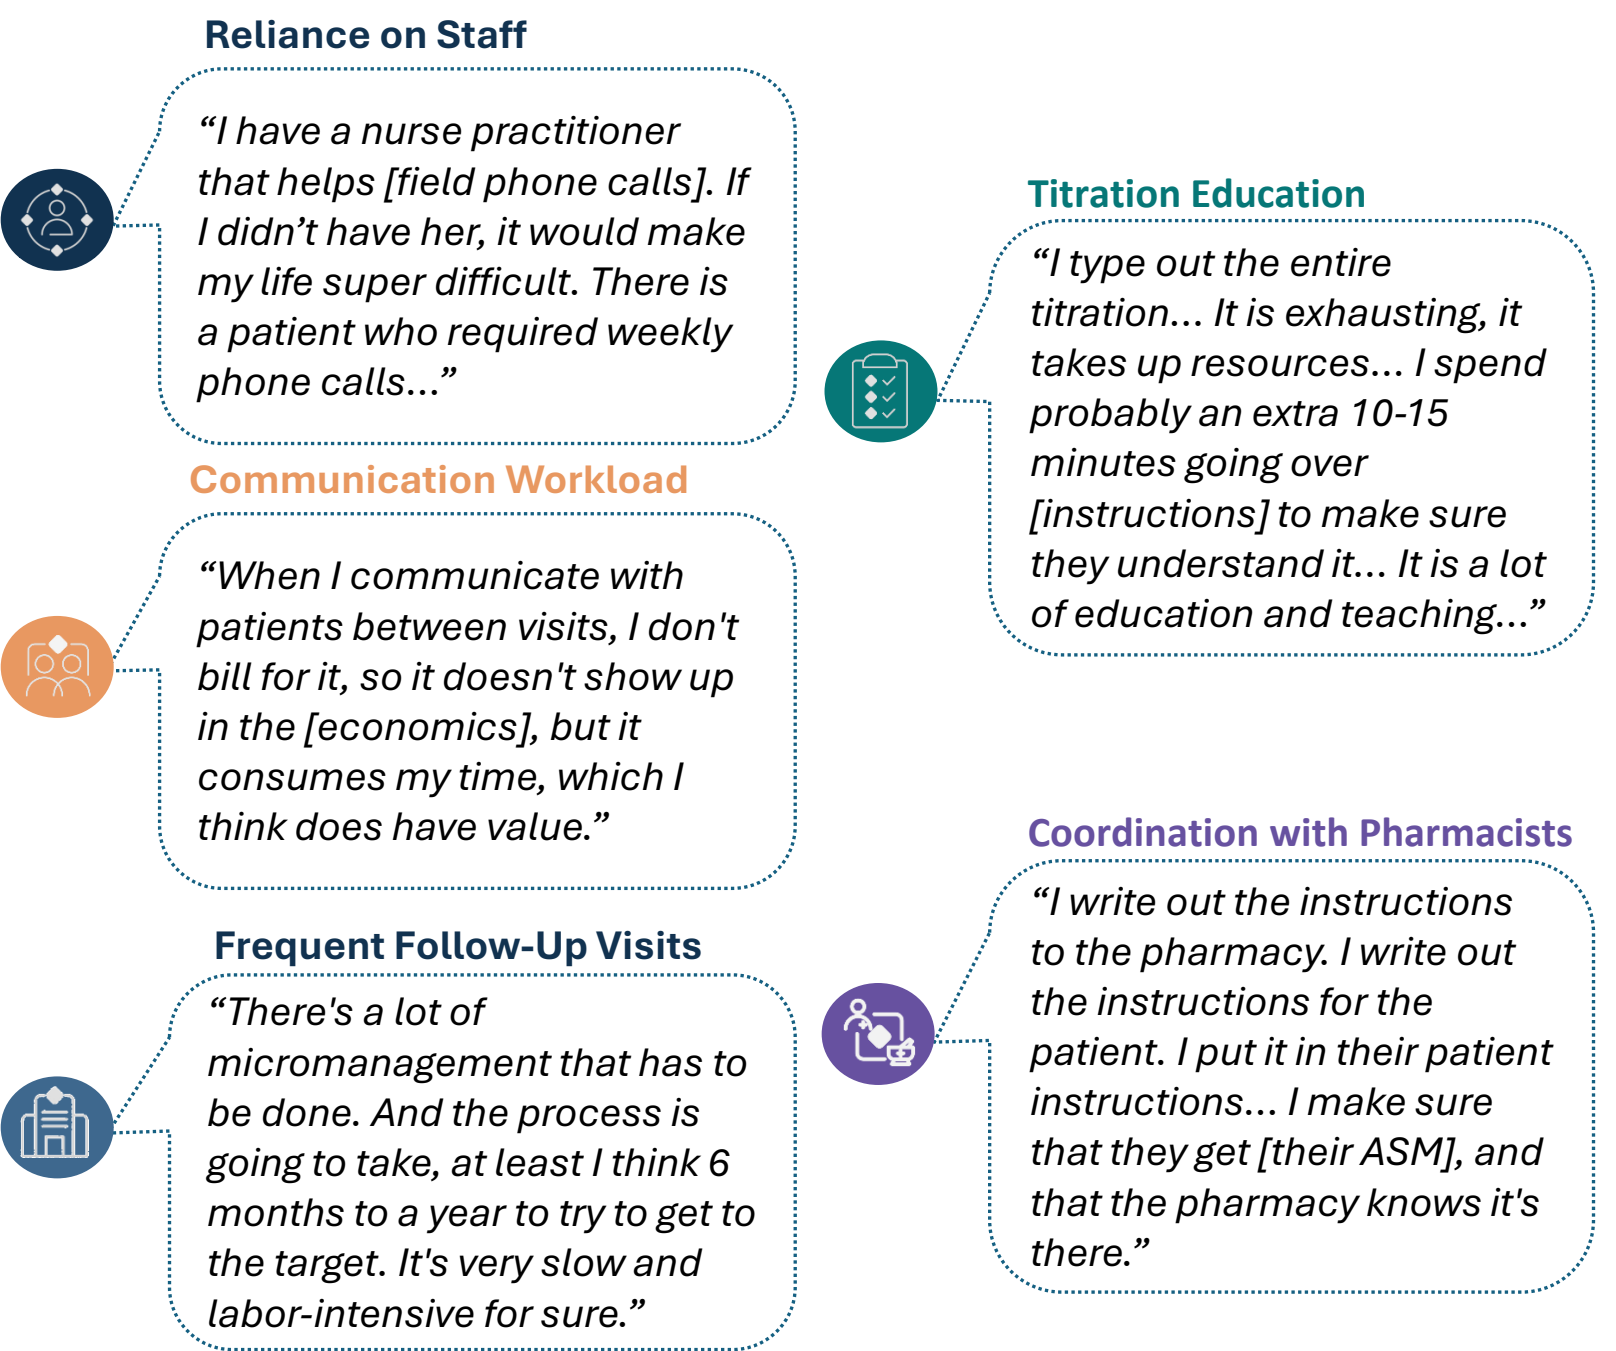 Reliance on Staff
“I have a nurse practitioner
that helps [field phone calls]. If
I didn’t have her, it would make
my life super difficult. There is
a patient who required weekly
phone calls...”
Communication Workload
“When I communicate with
patients between visits, I don't
bill for it, so it doesn't show up
in the [economics], but it
consumes my time, which I
think does have value.”
Frequent Follow-Up Visits
“There's a lot of
micromanagement that has to
be done. And the process is
going to take, at least I think 6
months to a year to try to get to
the target. It's very slow and
labor-intensive for sure.”
Titration Education
“I type out the entire
titration... It is exhausting, it
takes up resources... I spend
probably an extra 10-15
minutes going over
[instructions] to make sure
they understand it... It is a lot
of education and teaching...”
Coordination with Pharmacists
“I write out the instructions
to the pharmacy. I write out
the instructions for the
patient. I put it in their patient
instructions... I make sure
that they get [their ASM], and
that the pharmacy knows it's
there.”